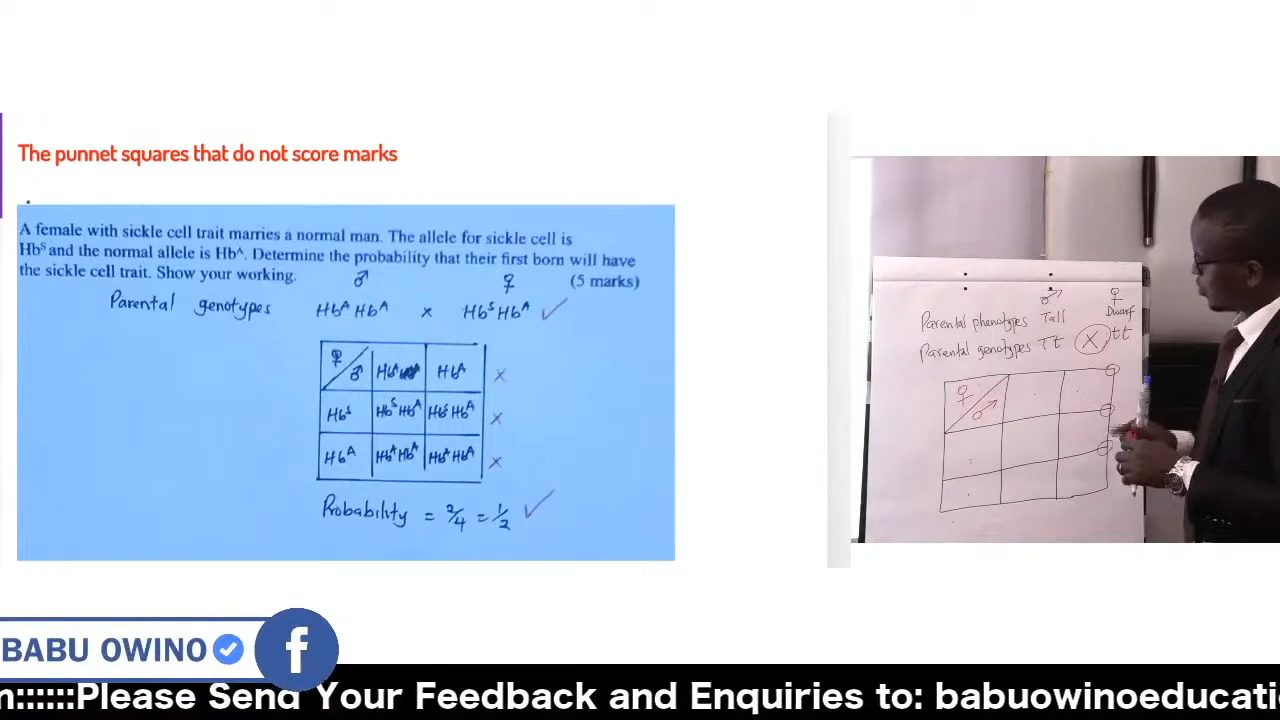 The punnet squares that do not score marks
A female with sickle cell trait marries a normal man. The allele for sickle cell is
Hbˢ and the normal allele is Hbᴬ. Determine the probability that their first born will have
the sickle cell trait. Show your working.
(5 marks)
♂ ♀
Parental genotypes HbᴬHbᴬ x HbˢHbᴬ ✓
♀ ♂ Hbᴬ Hbᴬ x
Hbˢ HbˢHbᴬ HbˢHbᴬ x
Hbᴬ HbᴬHbᴬ HbᴬHbᴬ x
Probability = 2/4 = 1/2 ✓
♂ ♀
Parental phenotypes Tall Dwarf
Parental genotypes Tt X tt
♀ ♂
BABU OWINO
f
m::::::Please Send Your Feedback and Enquiries to: babuowinoeducati